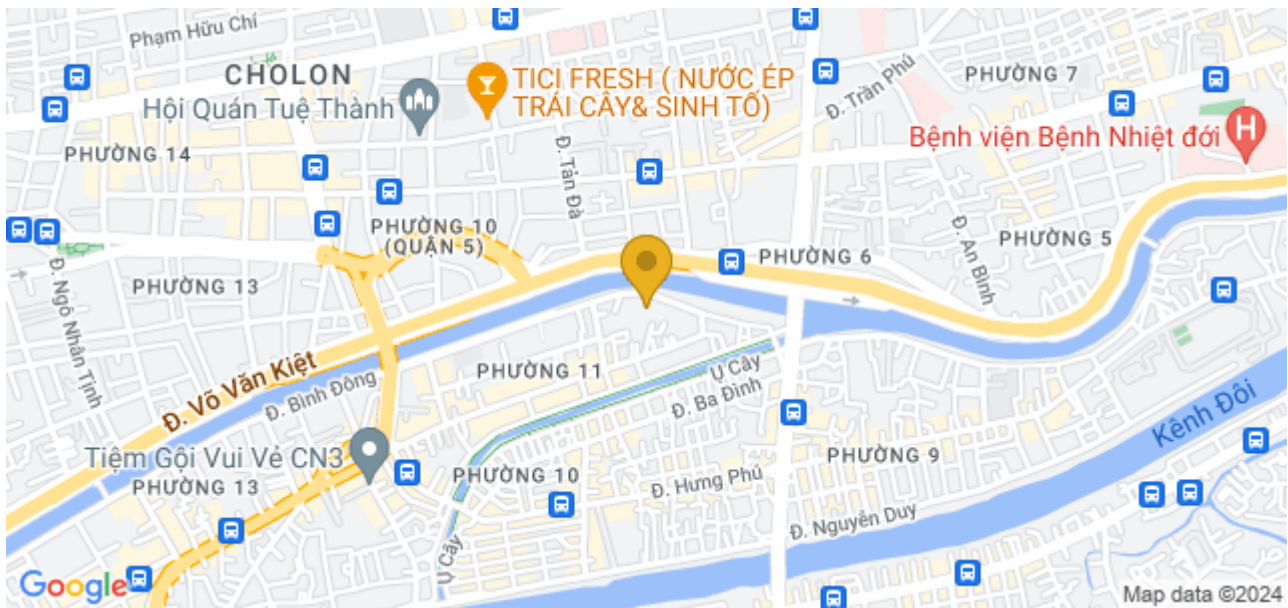 Phạm Hữu Chí
CHOLON
Hội Quán Tuệ Thành
TICI FRESH ( NƯỚC ÉP
TRÁI CÂY& SINH TỐ)
Đ. Trần Phú
PHƯỜNG 7
Bệnh viện Bệnh Nhiệt đới
PHƯỜNG 14
Đ. Tản Đà
PHƯỜNG 10
(QUẬN 5)
PHƯỜNG 6
Đ. An Bình
PHƯỜNG 5
Đ. Ngô Nhân Tịnh
PHƯỜNG 13
Đ. Võ Văn Kiệt
Đ. Bình Đông
PHƯỜNG 11
Ụ Cây
Đ. Ba Đình
Kênh Đôi
Tiệm Gội Vui Vẻ CN3
PHƯỜNG 13
PHƯỜNG 10
PHƯỜNG 9
Đ. Hưng Phú
Đ. Nguyễn Duy
Ụ Cây
Google
Map data ©2024